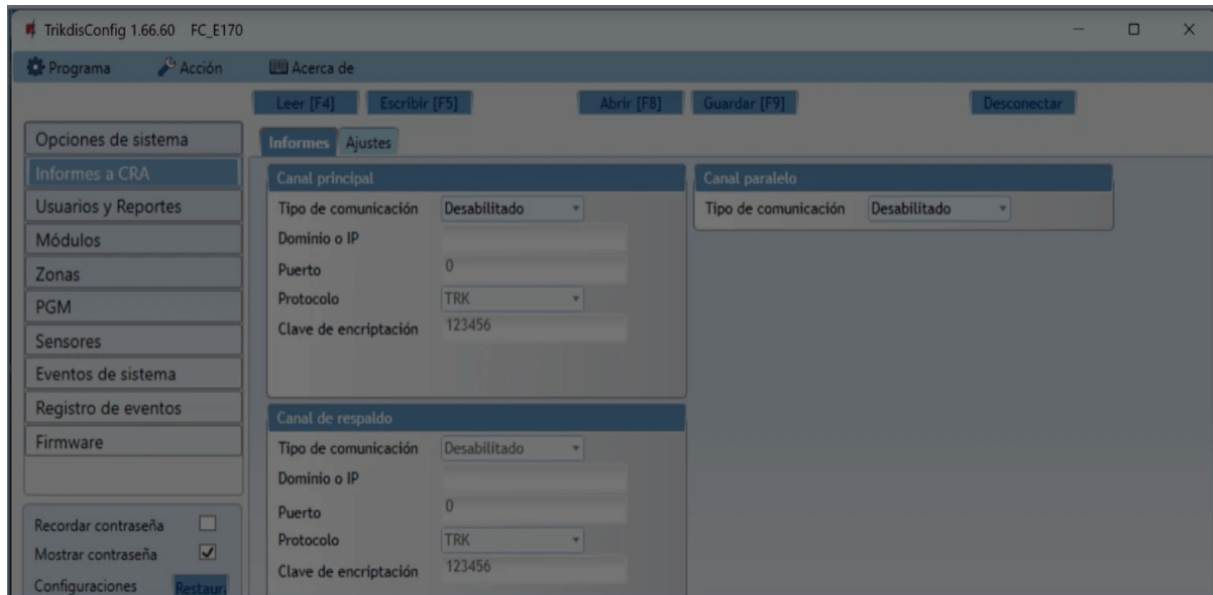 TrikdisConfig 1.66.60 FC_E170
Programa Acción Acerca de
Leer [F4] Escribir [F5] Abrir [F8] Guardar [F9] Desconectar
Opciones de sistema
Informes a CRA
Usuarios y Reportes
Módulos
Zonas
PGM
Sensores
Eventos de sistema
Registro de eventos
Firmware
Recordar contraseña
Mostrar contraseña
Configuraciones Restaur
Informes Ajustes
Canal principal
Tipo de comunicación Desabilitado
Dominio o IP
Puerto 0
Protocolo TRK
Clave de encriptación 123456
Canal de respaldo
Tipo de comunicación Desabilitado
Dominio o IP
Puerto 0
Protocolo TRK
Clave de encriptación 123456
Canal paralelo
Tipo de comunicación Desabilitado